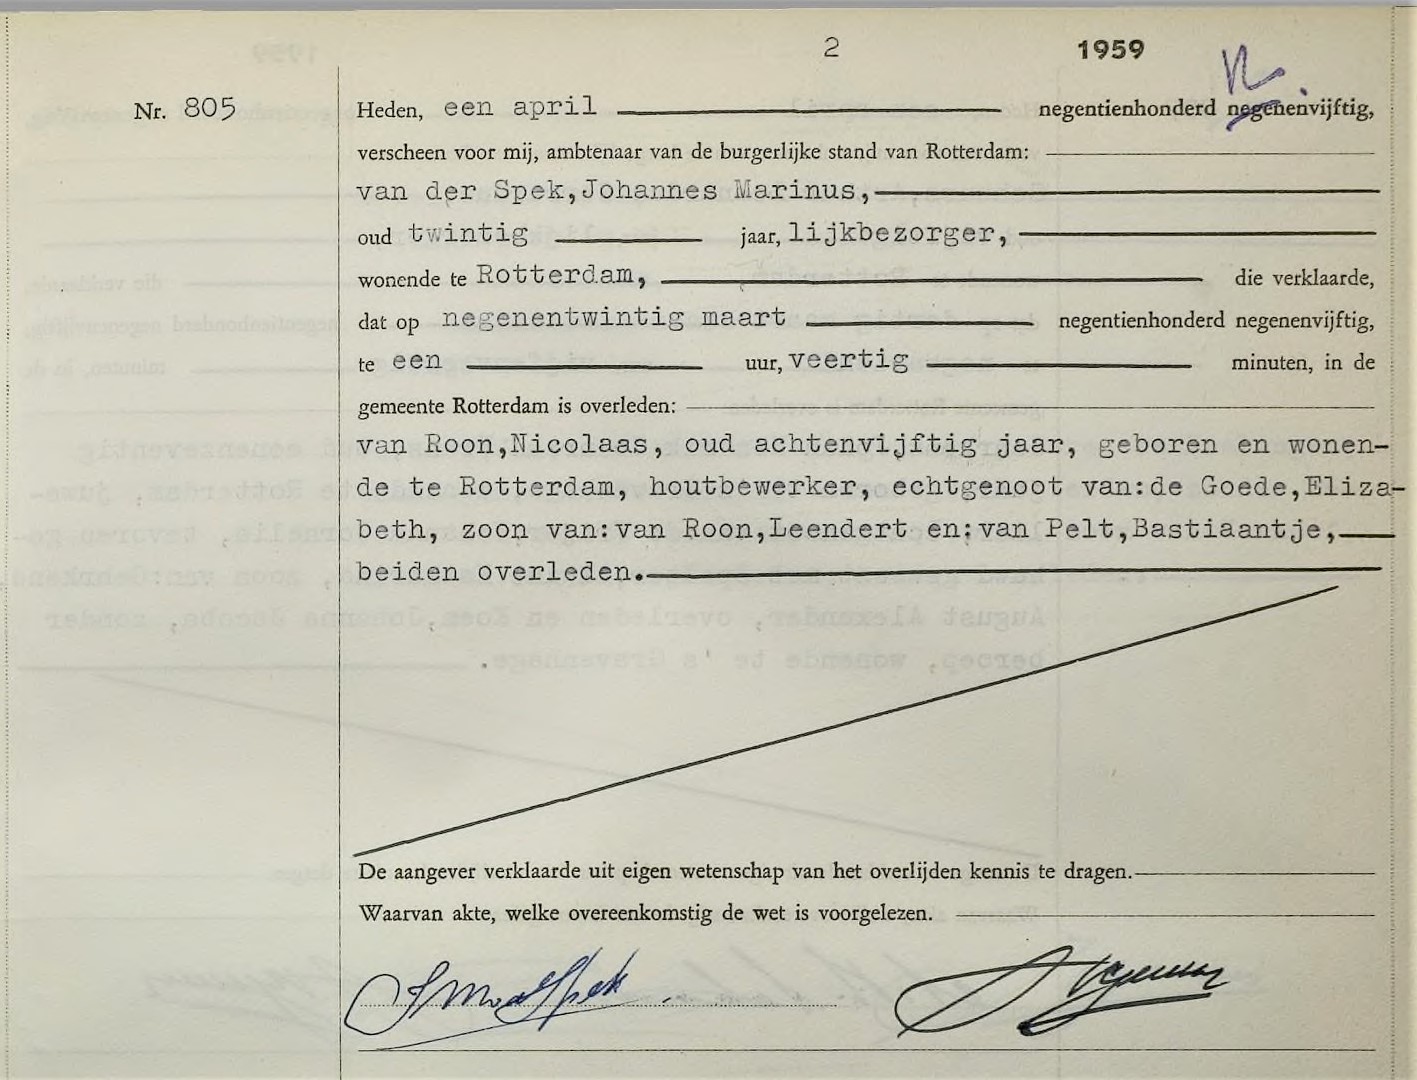 2 1959
Nr. 805 Heden, een april negentienhonderd negenenvijftig,
verscheen voor mij, ambtenaar van de burgerlijke stand van Rotterdam:
van der Spek,Johannes Marinus,
oud twintig jaar, lijkbezorger,
wonende te Rotterdam, die verklaarde,
dat op negenentwintig maart negentienhonderd negenenvijftig,
te een uur, veertig minuten, in de
gemeente Rotterdam is overleden:
van Roon,Nicolaas, oud achtenvijftig jaar, geboren en wonen-
de te Rotterdam, houtbewerker, echtgenoot van:de Goede,Eliza-
beth, zoon van:van Roon,Leendert en:van Pelt,Bastiaantje,
beiden overleden.
De aangever verklaarde uit eigen wetenschap van het overlijden kennis te dragen.
Waarvan akte, welke overeenkomstig de wet is voorgelezen.